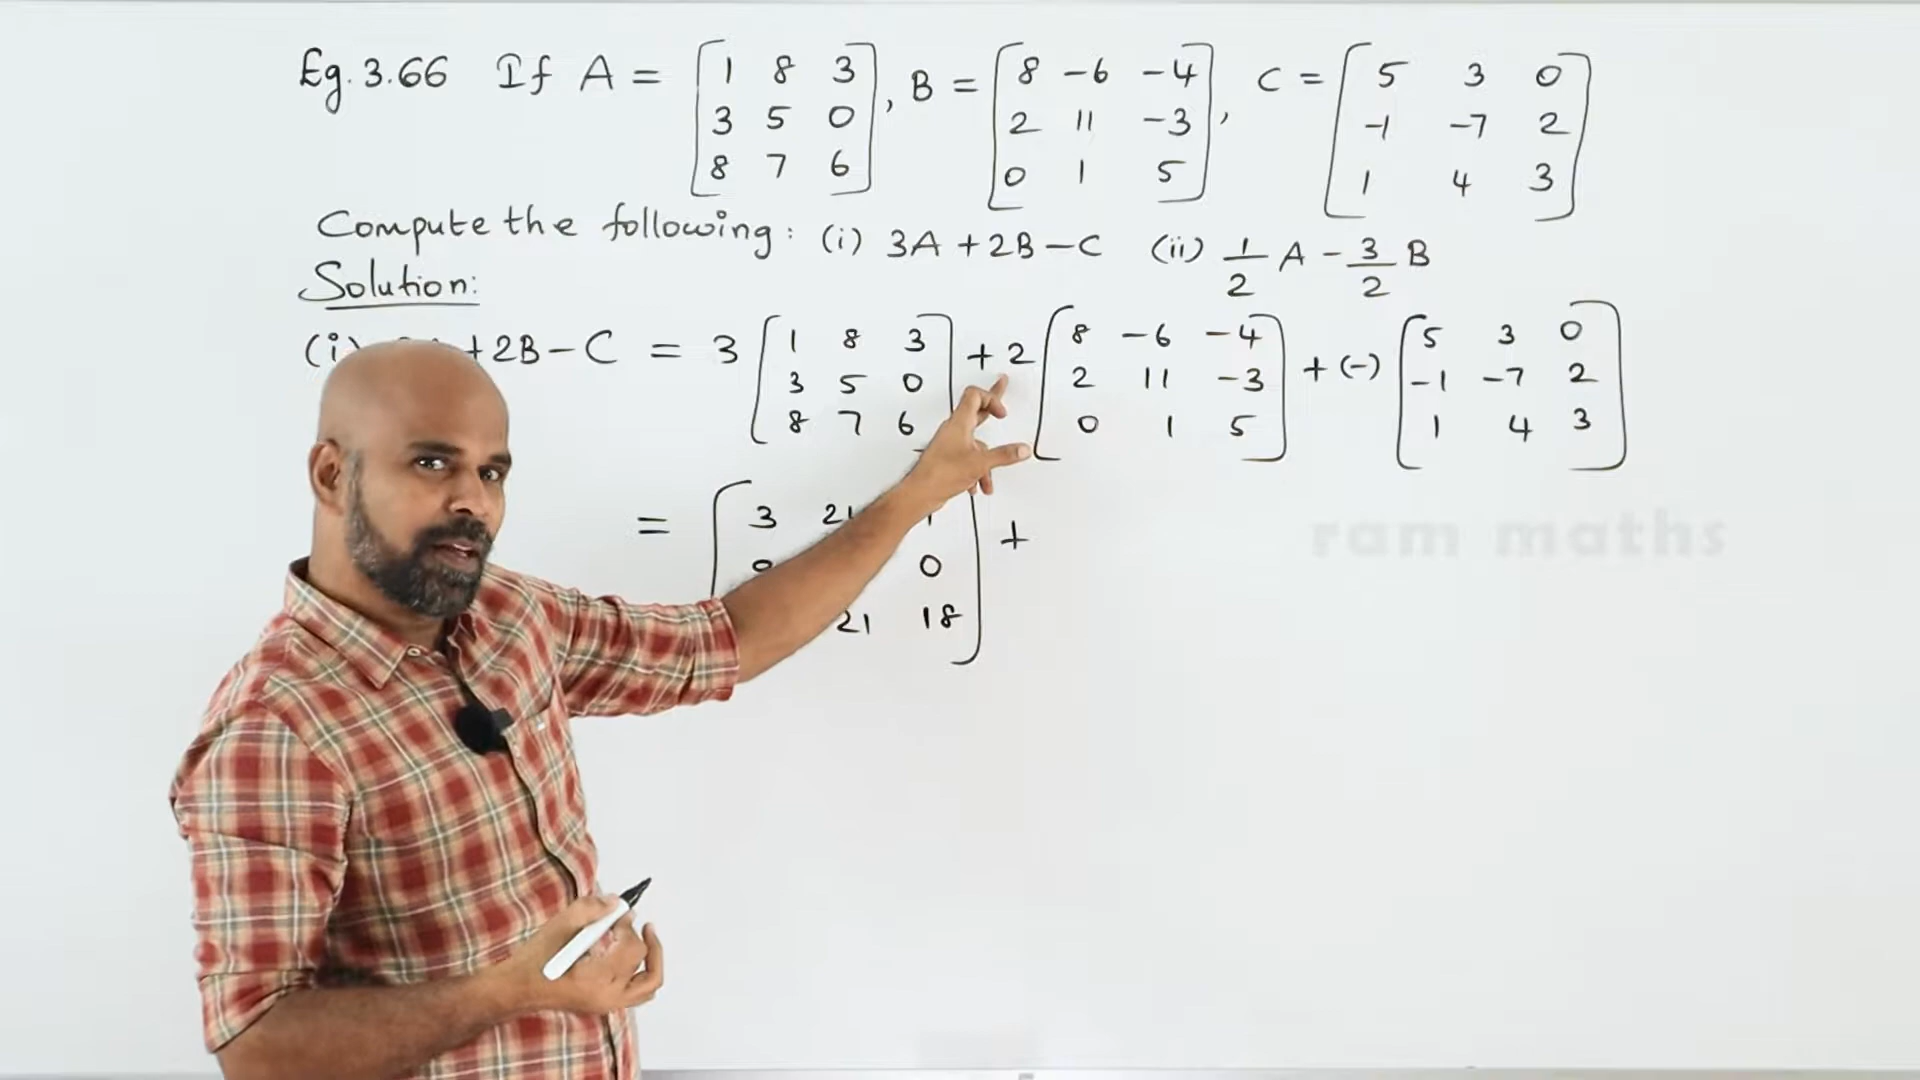 Eg. 3.66 If A = [1 8 3, B = [8 -6 -4, C = [5 3 0
3 5 0 2 11 -3 -1 -7 2
8 7 6] 0 1 5] 1 4 3]
Compute the following: (i) 3A + 2B - C (ii) 1/2 A - 3/2 B
Solution:
(i) +2B - C = 3 [1 8 3 + 2 [8 -6 -4 + (-) [5 3 0
3 5 0 2 11 -3 -1 -7 2
8 7 6 0 1 5] 1 4 3]
= [3 +
0
21 18]
ram maths